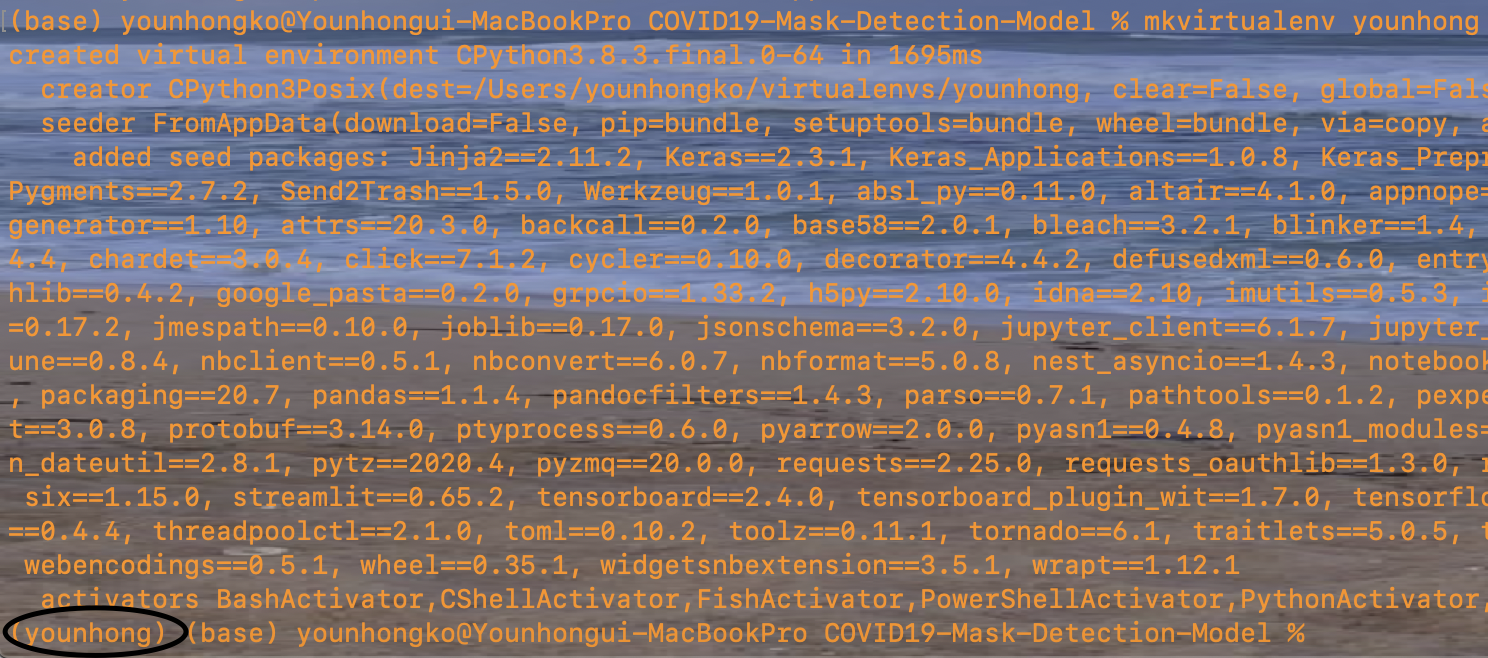 [(base) younhongko@Younhongui-MacBookPro COVID19-Mask-Detection-Model % mkvirtualenv younhong
created virtual environment CPython3.8.3.final.0-64 in 1695ms
creator CPython3Posix(dest=/Users/younhongko/virtualenvs/younhong, clear=False, global=Fals
seeder FromAppData(download=False, pip=bundle, setuptools=bundle, wheel=bundle, via=copy, a
added seed packages: Jinja2==2.11.2, Keras==2.3.1, Keras_Applications==1.0.8, Keras_Prepr
Pygments==2.7.2, Send2Trash==1.5.0, Werkzeug==1.0.1, absl_py==0.11.0, altair==4.1.0, appnope=
generator==1.10, attrs==20.3.0, backcall==0.2.0, base58==2.0.1, bleach==3.2.1, blinker==1.4,
4.4, chardet==3.0.4, click==7.1.2, cycler==0.10.0, decorator==4.4.2, defusedxml==0.6.0, entry
hlib==0.4.2, google_pasta==0.2.0, grpcio==1.33.2, h5py==2.10.0, idna==2.10, imutils==0.5.3, i
=0.17.2, jmespath==0.10.0, joblib==0.17.0, jsonschema==3.2.0, jupyter_client==6.1.7, jupyter_
une==0.8.4, nbclient==0.5.1, nbconvert==6.0.7, nbformat==5.0.8, nest_asyncio==1.4.3, notebook
, packaging==20.7, pandas==1.1.4, pandocfilters==1.4.3, parso==0.7.1, pathtools==0.1.2, pexpe
t==3.0.8, protobuf==3.14.0, ptyprocess==0.6.0, pyarrow==2.0.0, pyasn1==0.4.8, pyasn1_modules=
n_dateutil==2.8.1, pytz==2020.4, pyzmq==20.0.0, requests==2.25.0, requests_oauthlib==1.3.0, r
six==1.15.0, streamlit==0.65.2, tensorboard==2.4.0, tensorboard_plugin_wit==1.7.0, tensorflo
==0.4.4, threadpoolctl==2.1.0, toml==0.10.2, toolz==0.11.1, tornado==6.1, traitlets==5.0.5, t
webencodings==0.5.1, wheel==0.35.1, widgetsnbextension==3.5.1, wrapt==1.12.1
activators BashActivator,CShellActivator,FishActivator,PowerShellActivator,PythonActivator,
(younhong) (base) younhongko@Younhongui-MacBookPro COVID19-Mask-Detection-Model %